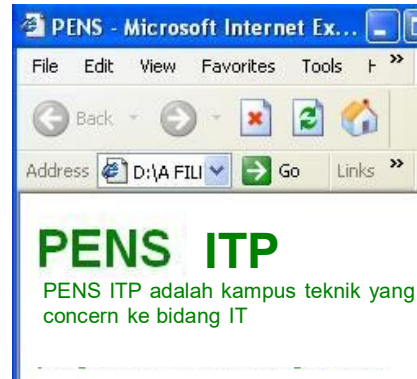 PENS - Microsoft Internet Ex...
File Edit View Favorites Tools H »
Back
Address D:\A FILI Go Links »
PENS ITP
PENS ITP adalah kampus teknik yang
concern ke bidang IT